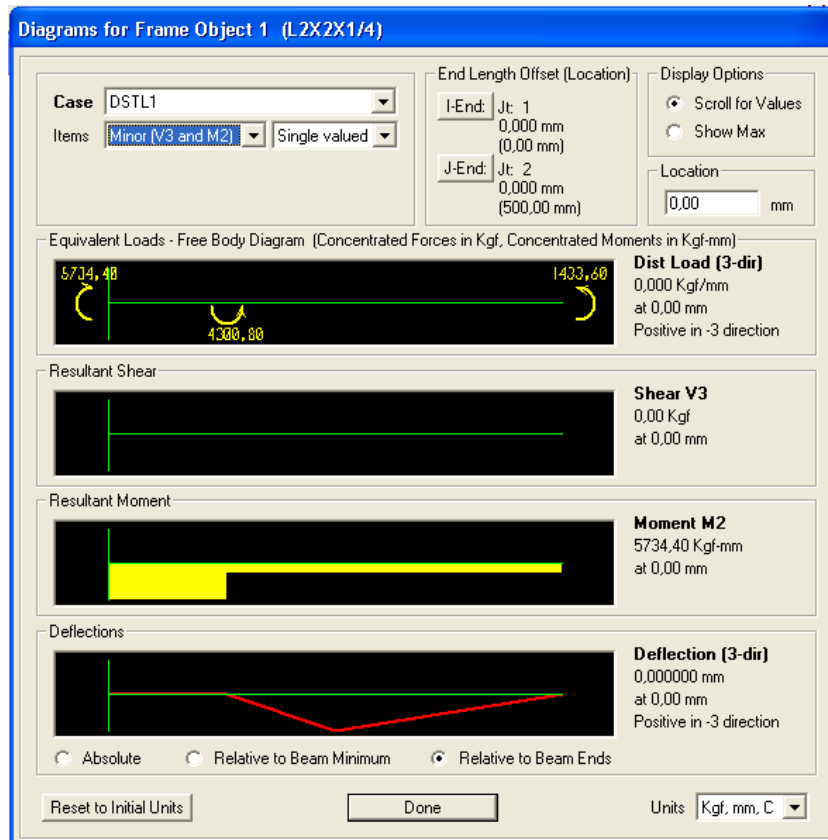 Diagrams for Frame Object 1 (L2X2X1/4)
Case DSTL1
Items Minor (V3 and M2) Single valued
End Length Offset (Location)
I-End: Jt: 1
0,000 mm
(0,00 mm)
J-End: Jt: 2
0,000 mm
(500,00 mm)
Display Options
Scroll for Values
Show Max
Location
0,00 mm
Equivalent Loads - Free Body Diagram (Concentrated Forces in Kgf, Concentrated Moments in Kgf-mm)
5734,40
1433,60
4300,80
Dist Load (3-dir)
0,000 Kgf/mm
at 0,00 mm
Positive in -3 direction
Resultant Shear
Shear V3
0,00 Kgf
at 0,00 mm
Resultant Moment
Moment M2
5734,40 Kgf-mm
at 0,00 mm
Deflections
Deflection (3-dir)
0,000000 mm
at 0,00 mm
Positive in -3 direction
Absolute Relative to Beam Minimum Relative to Beam Ends
Reset to Initial Units Done Units Kgf, mm, C